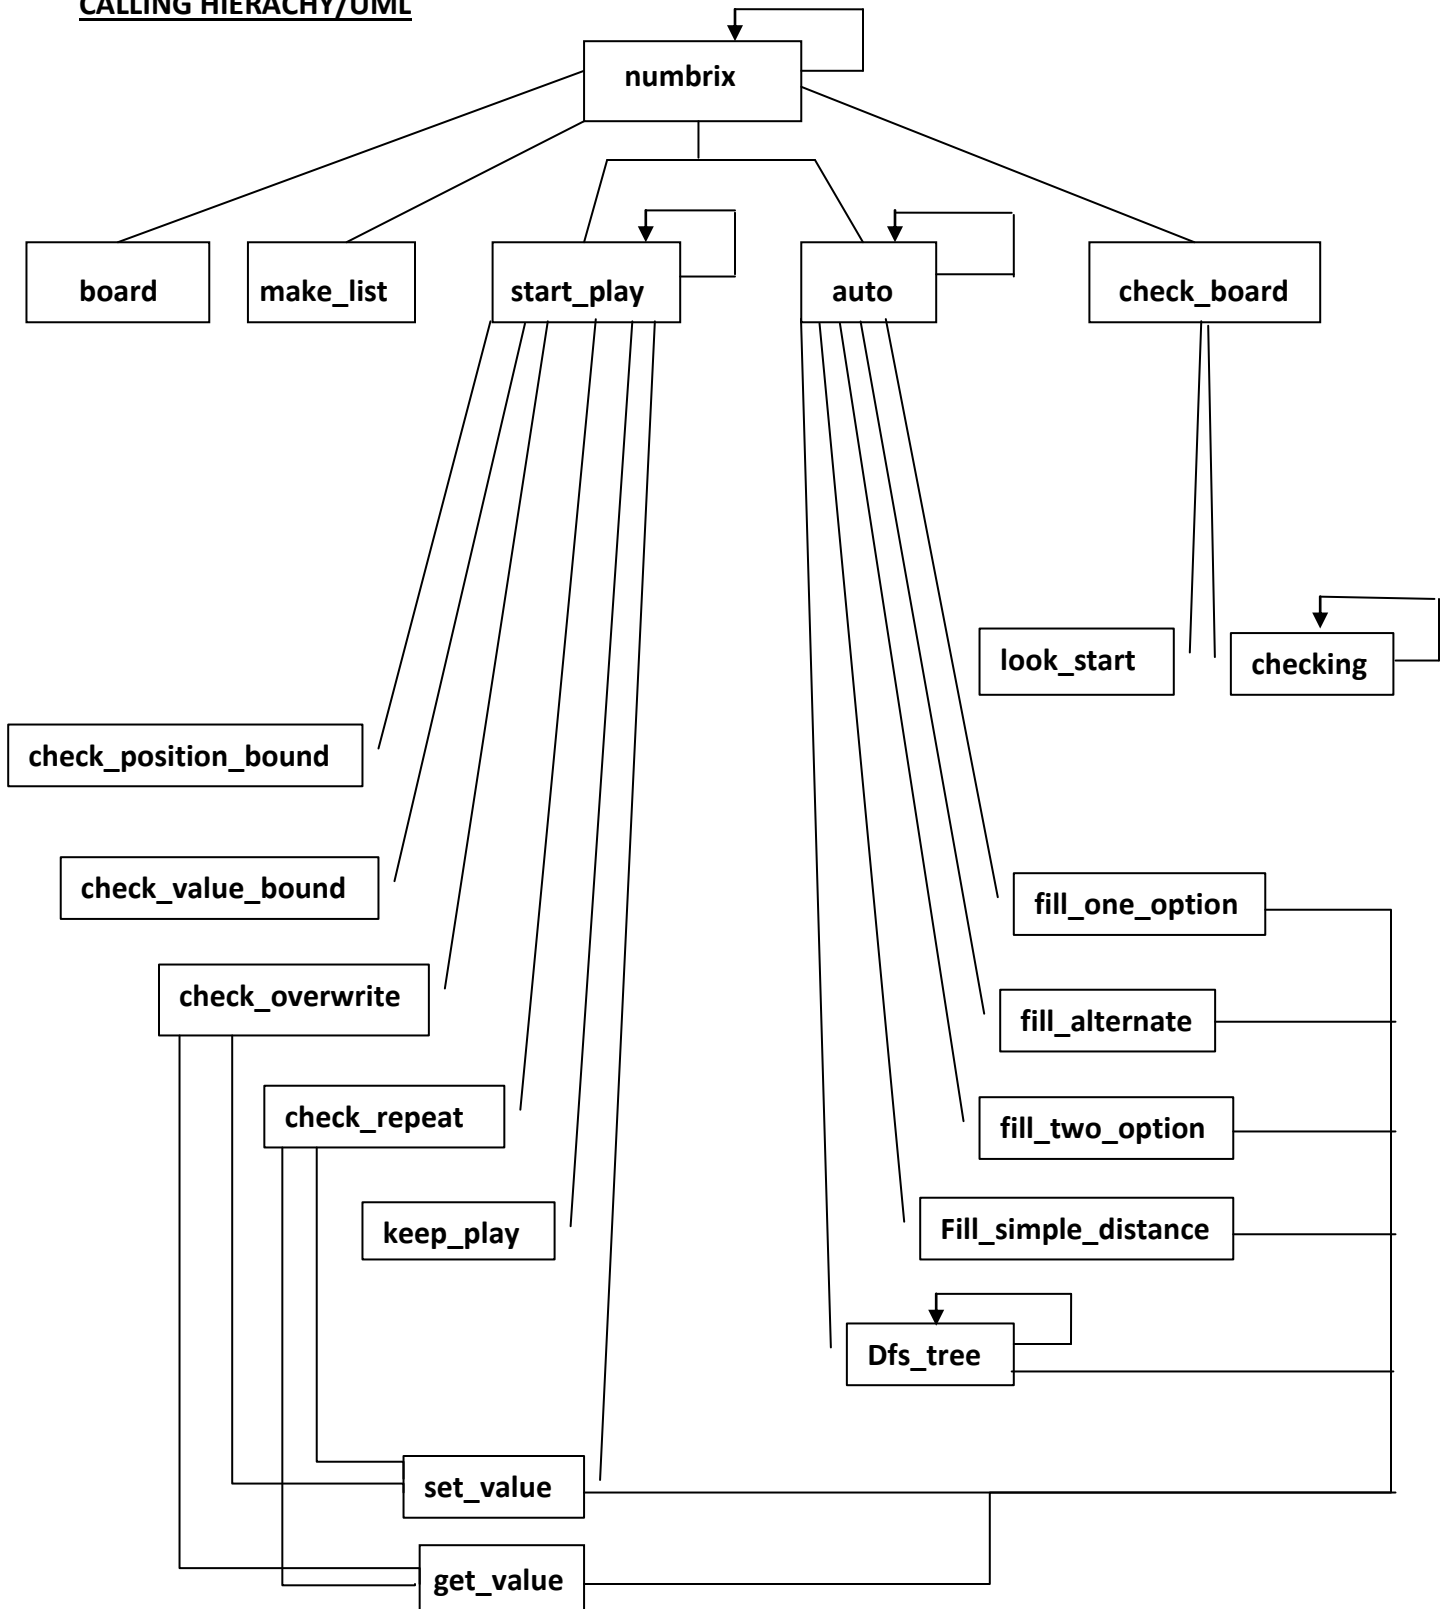 CALLING HIERACHY/UML
numbrix
board
make_list
start_play
auto
check_board
look_start
checking
check_position_bound
check_value_bound
fill_one_option
check_overwrite
fill_alternate
check_repeat
fill_two_option
keep_play
Fill_simple_distance
Dfs_tree
set_value
get_value